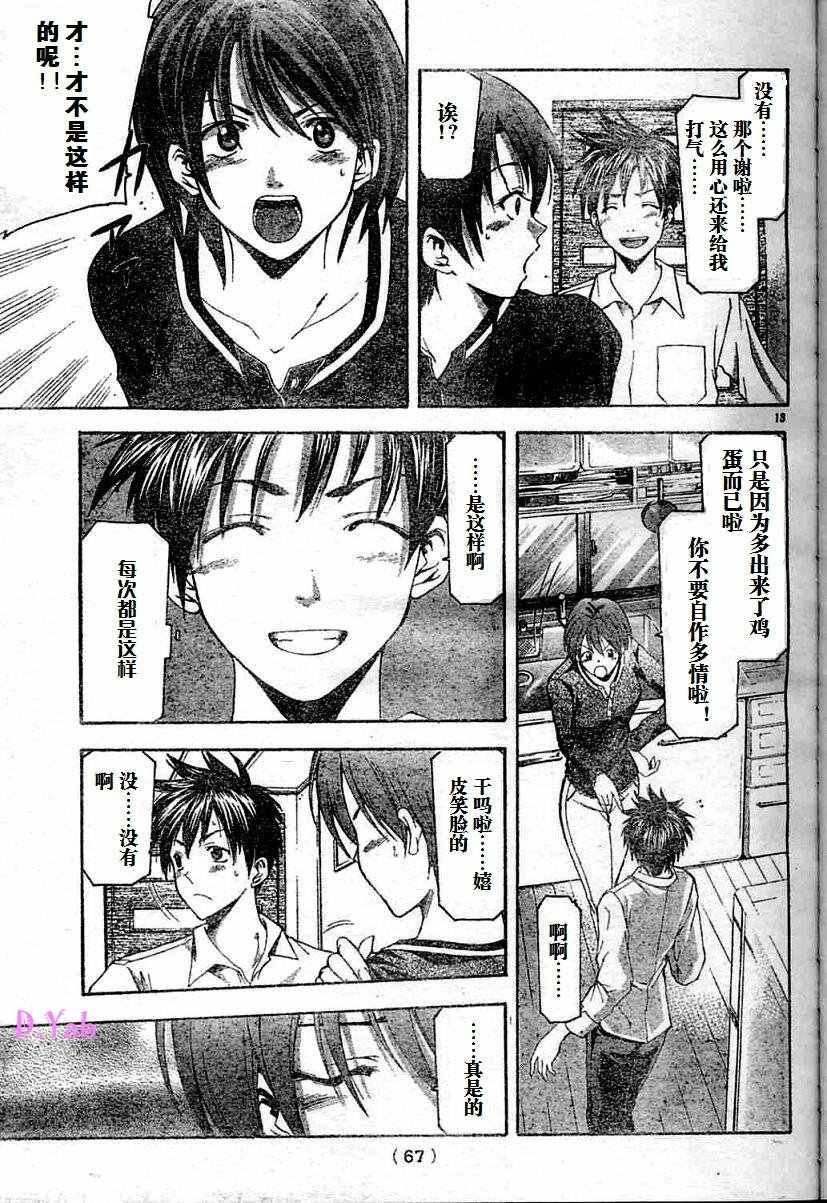 没有……
那个谢啦……
这么用心还来给我
打气……
诶!?
才…才不是这样
的呢!!
13
只是因为多出来了鸡
蛋而已啦
你不要自作多情啦！
啊啊……
……是这样啊
每次都是这样
干吗啦……嬉
皮笑脸的
没……没有
啊
……真是的
D.Yab
(67)